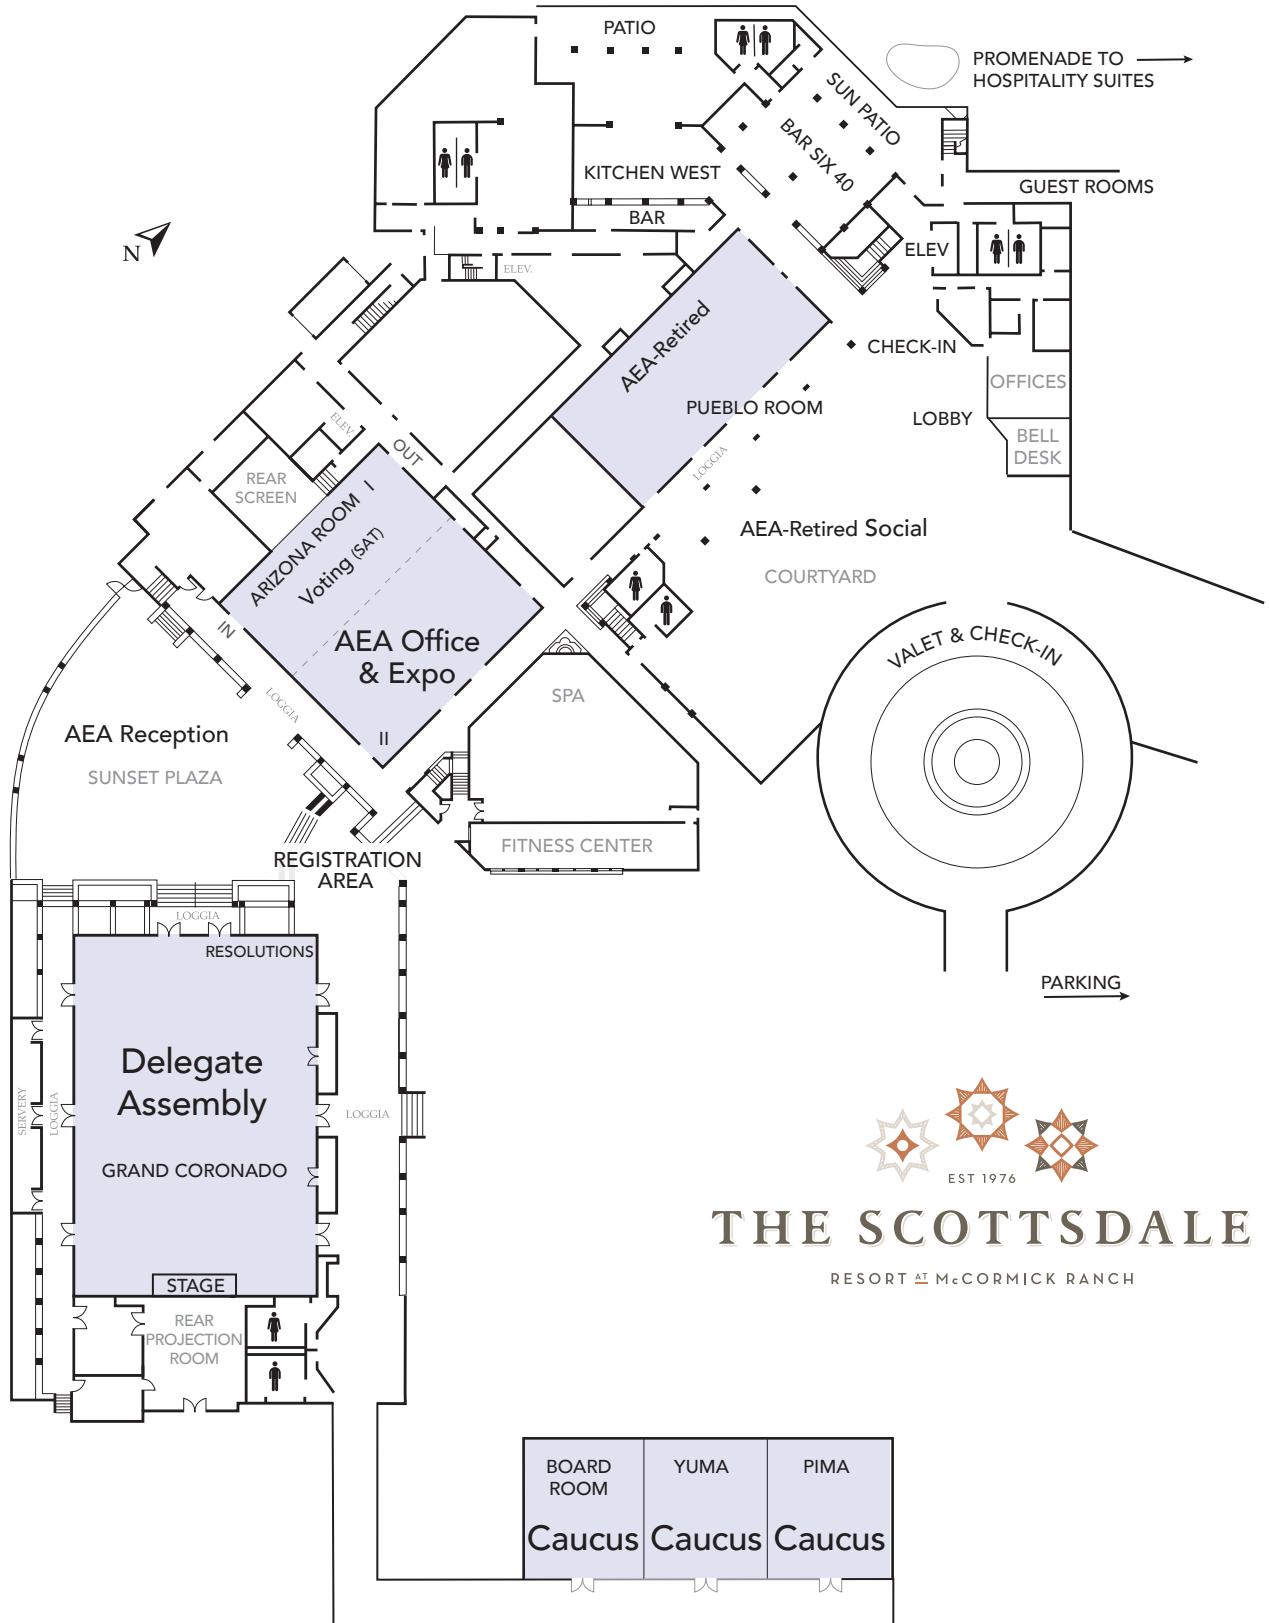 PATIO
PROMENADE TO
HOSPITALITY SUITES
SUN PATIO
BAR SIX 40
KITCHEN WEST
BAR
GUEST ROOMS
N
ELEV
ELEV.
AEA-Retired
CHECK-IN
OFFICES
PUEBLO ROOM
LOBBY
BELL
DESK
ELEV.
OUT
LOGGIA
REAR
SCREEN
ARIZONA ROOM I
Voting (SAT)
AEA-Retired Social
COURTYARD
IN
AEA Office
& Expo
VALET & CHECK-IN
SPA
LOGGIA
AEA Reception
II
SUNSET PLAZA
FITNESS CENTER
REGISTRATION
AREA
LOGGIA
RESOLUTIONS
PARKING
Delegate
Assembly
SERVERY
LOGGIA
LOGGIA
GRAND CORONADO
EST 1976
THE SCOTTSDALE
RESORT AT McCORMICK RANCH
STAGE
REAR
PROJECTION
ROOM
BOARD
ROOM
YUMA
PIMA
Caucus
Caucus
Caucus